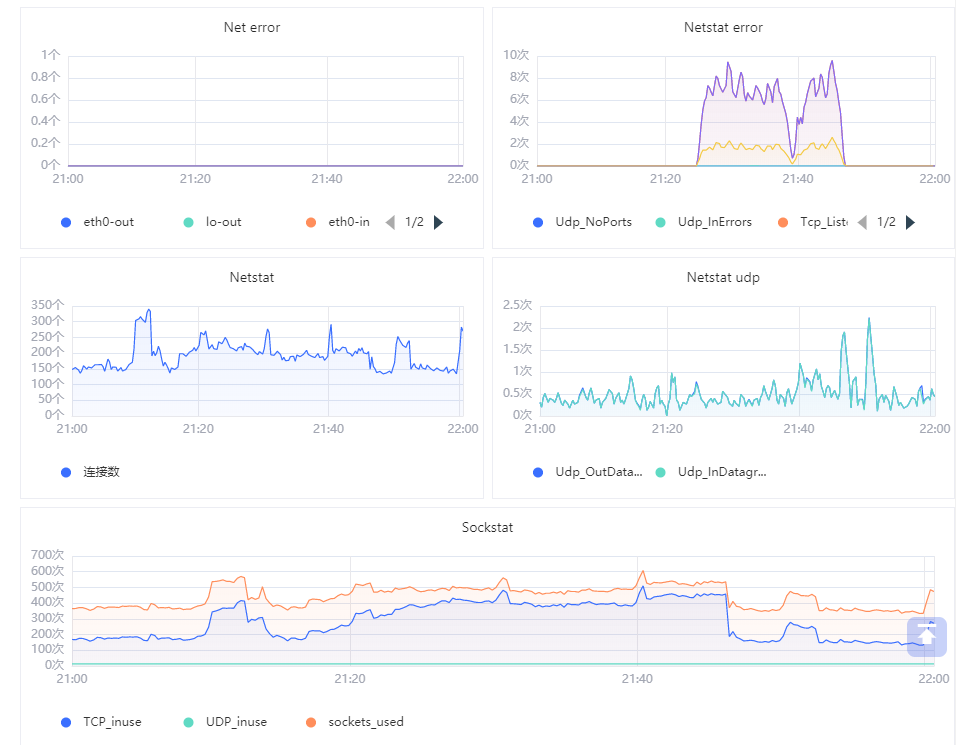 Net error
1个
0.8个
0.6个
0.4个
0.2个
0个
21:00 21:20 21:40 22:00
eth0-out lo-out eth0-in 1/2
Netstat error
10次
8次
6次
4次
2次
0次
21:00 21:20 21:40 22:00
Udp_NoPorts Udp_InErrors Tcp_List 1/2
Netstat
350个
300个
250个
200个
150个
100个
50个
0个
21:00 21:20 21:40 22:00
连接数
Netstat udp
2.5次
2次
1.5次
1次
0.5次
0次
21:00 21:20 21:40 22:00
Udp_OutData... Udp_InDatagr...
Sockstat
700次
600次
500次
400次
300次
200次
100次
0次
21:00 21:20 21:40 22:00
TCP_inuse UDP_inuse sockets_used